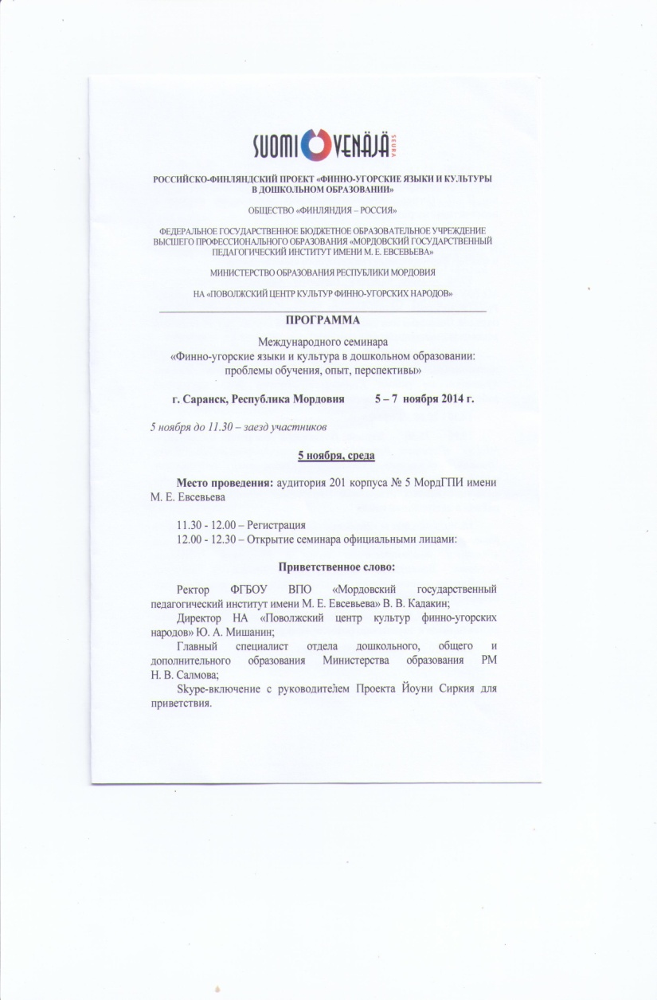 SUOMI VENÄJÄ SEURA
РОССИЙСКО-ФИНЛЯНДСКИЙ ПРОЕКТ «ФИННО-УГОРСКИЕ ЯЗЫКИ И КУЛЬТУРЫ
В ДОШКОЛЬНОМ ОБРАЗОВАНИИ»
ОБЩЕСТВО «ФИНЛЯНДИЯ – РОССИЯ»
ФЕДЕРАЛЬНОЕ ГОСУДАРСТВЕННОЕ БЮДЖЕТНОЕ ОБРАЗОВАТЕЛЬНОЕ УЧРЕЖДЕНИЕ
ВЫСШЕГО ПРОФЕССИОНАЛЬНОГО ОБРАЗОВАНИЯ «МОРДОВСКИЙ ГОСУДАРСТВЕННЫЙ
ПЕДАГОГИЧЕСКИЙ ИНСТИТУТ ИМЕНИ М. Е. ЕВСЕВЬЕВА»
МИНИСТЕРСТВО ОБРАЗОВАНИЯ РЕСПУБЛИКИ МОРДОВИЯ
НА «ПОВОЛЖСКИЙ ЦЕНТР КУЛЬТУР ФИННО-УГОРСКИХ НАРОДОВ»
ПРОГРАММА
Международного семинара
«Финно-угорские языки и культура в дошкольном образовании:
проблемы обучения, опыт, перспективы»
г. Саранск, Республика Мордовия 5 – 7 ноября 2014 г.
5 ноября до 11.30 – заезд участников
5 ноября, среда
Место проведения: аудитория 201 корпуса № 5 МордГПИ имени
М. Е. Евсевьева
11.30 - 12.00 – Регистрация
12.00 - 12.30 – Открытие семинара официальными лицами:
Приветственное слово:
Ректор ФГБОУ ВПО «Мордовский государственный
педагогический институт имени М. Е. Евсевьева» В. В. Кадакин;
Директор НА «Поволжский центр культур финно-угорских
народов» Ю. А. Мишанин;
Главный специалист отдела дошкольного, общего и
дополнительного образования Министерства образования РМ
Н. В. Салмова;
Skype-включение с руководителем Проекта Йоуни Сиркия для
приветствия.